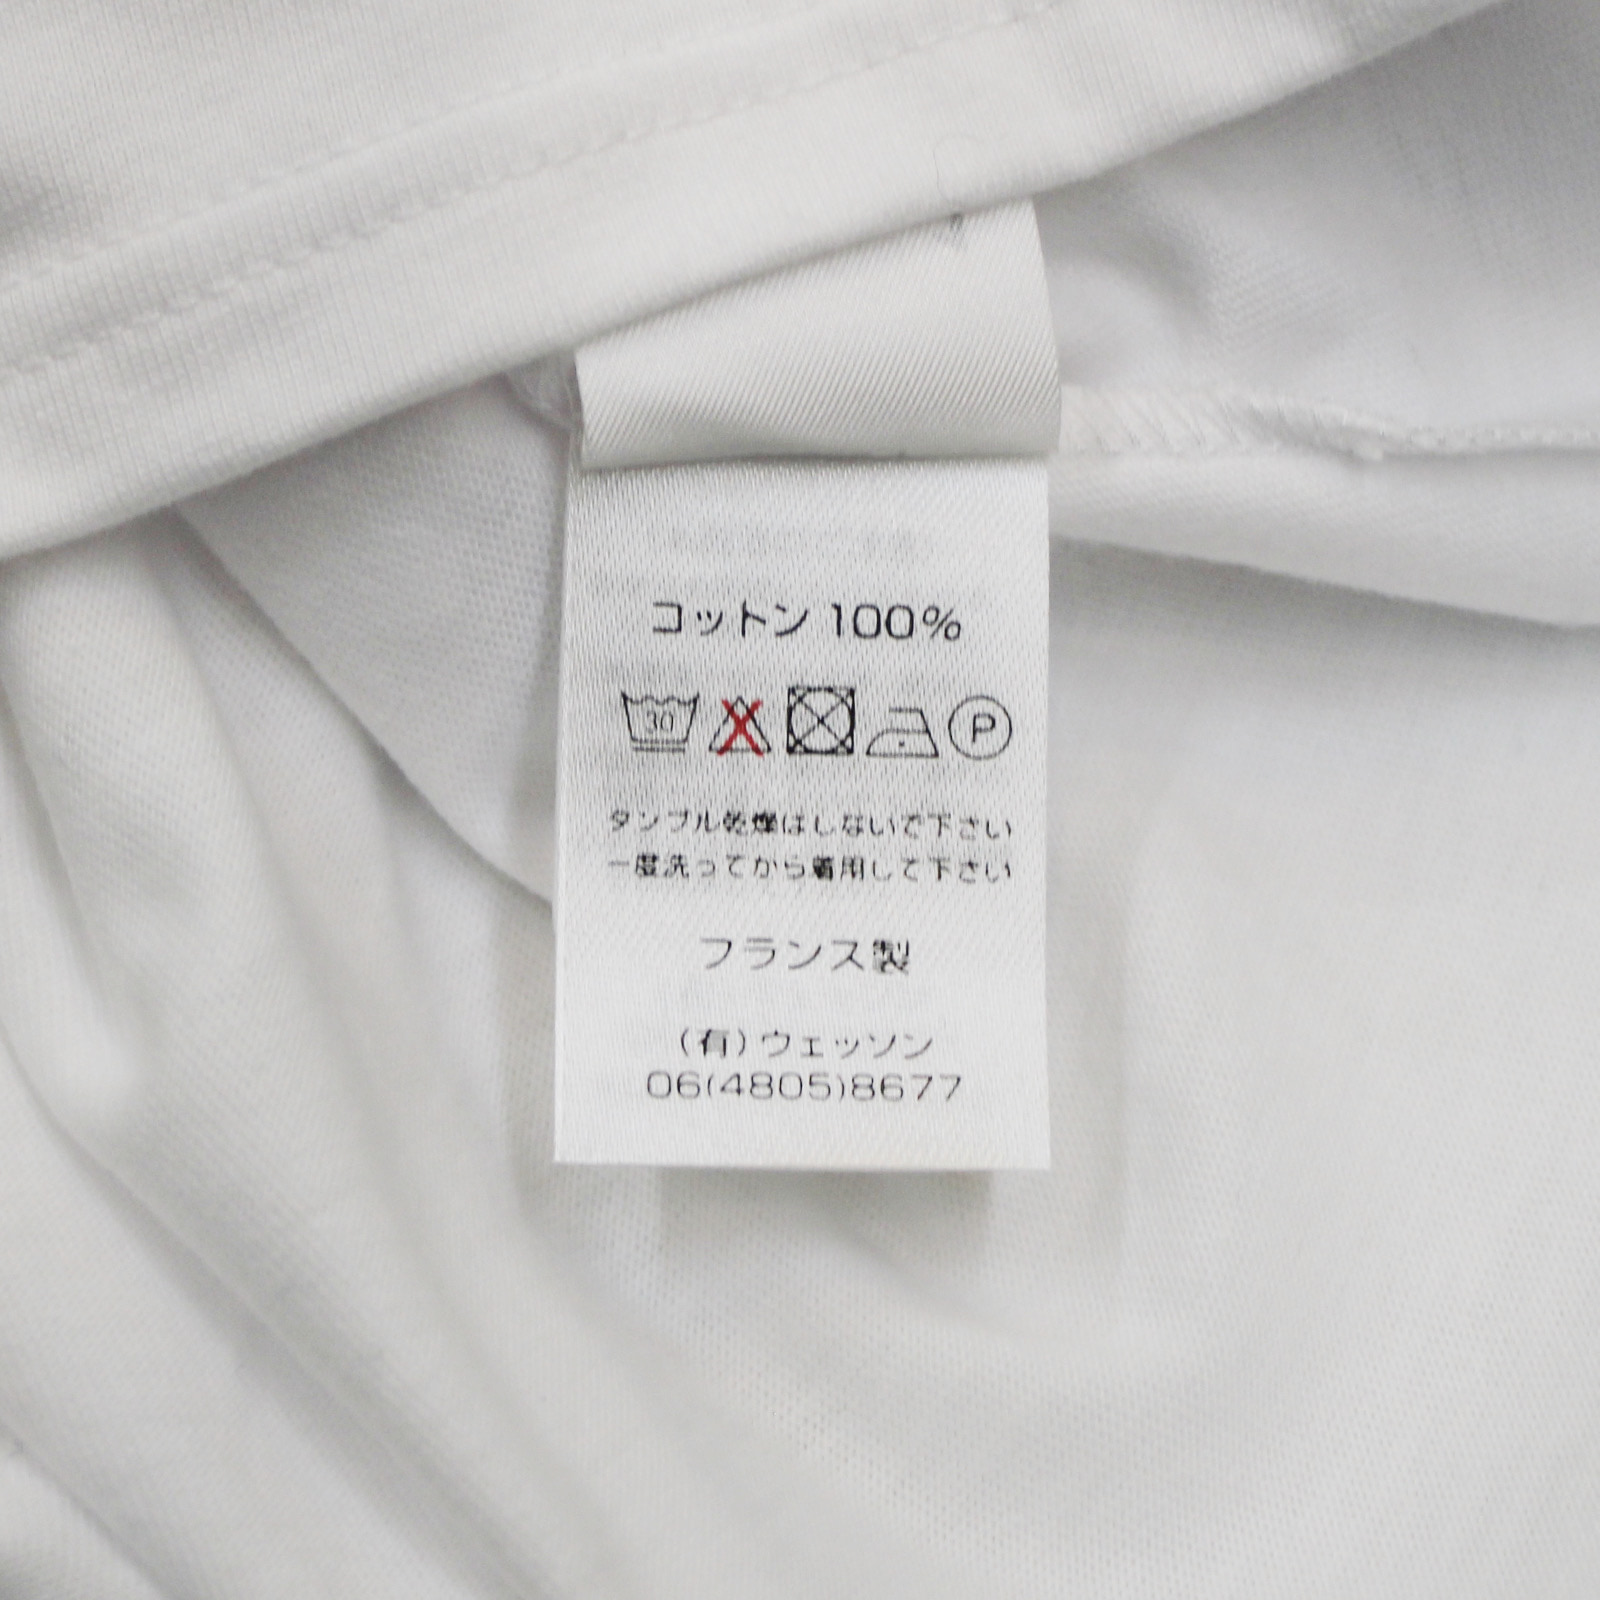 コットン 100%
30 P
タンブル乾燥はしないで下さい
一度洗ってから着用して下さい
フランス製
(有)ウェッソン
06(4805)8677